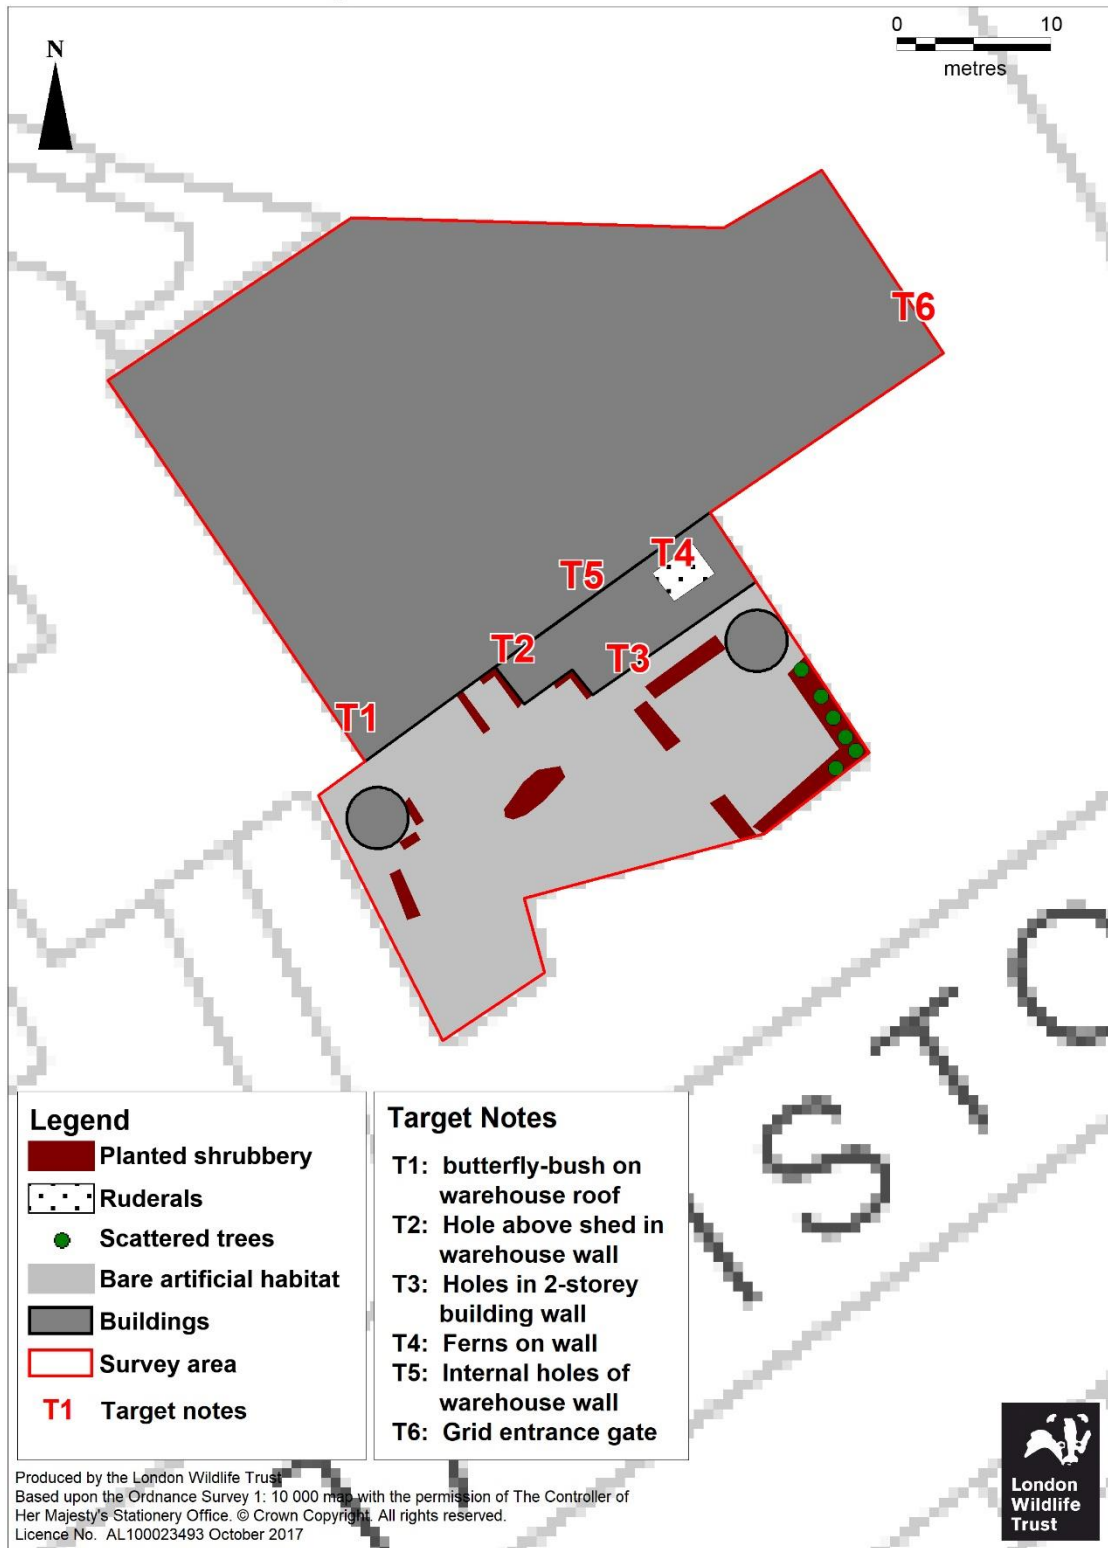 N
0 10
metres
T6
T4
T5
T2
T3
T1
ISTO
Legend
Planted shrubbery
Ruderals
Scattered trees
Bare artificial habitat
Buildings
Survey area
T1 Target notes
Target Notes
T1: butterfly-bush on
warehouse roof
T2: Hole above shed in
warehouse wall
T3: Holes in 2-storey
building wall
T4: Ferns on wall
T5: Internal holes of
warehouse wall
T6: Grid entrance gate
Produced by the London Wildlife Trust
Based upon the Ordnance Survey 1: 10 000 map with the permission of The Controller of
Her Majesty's Stationery Office. © Crown Copyright. All rights reserved.
Licence No. AL100023493 October 2017
London
Wildlife
Trust